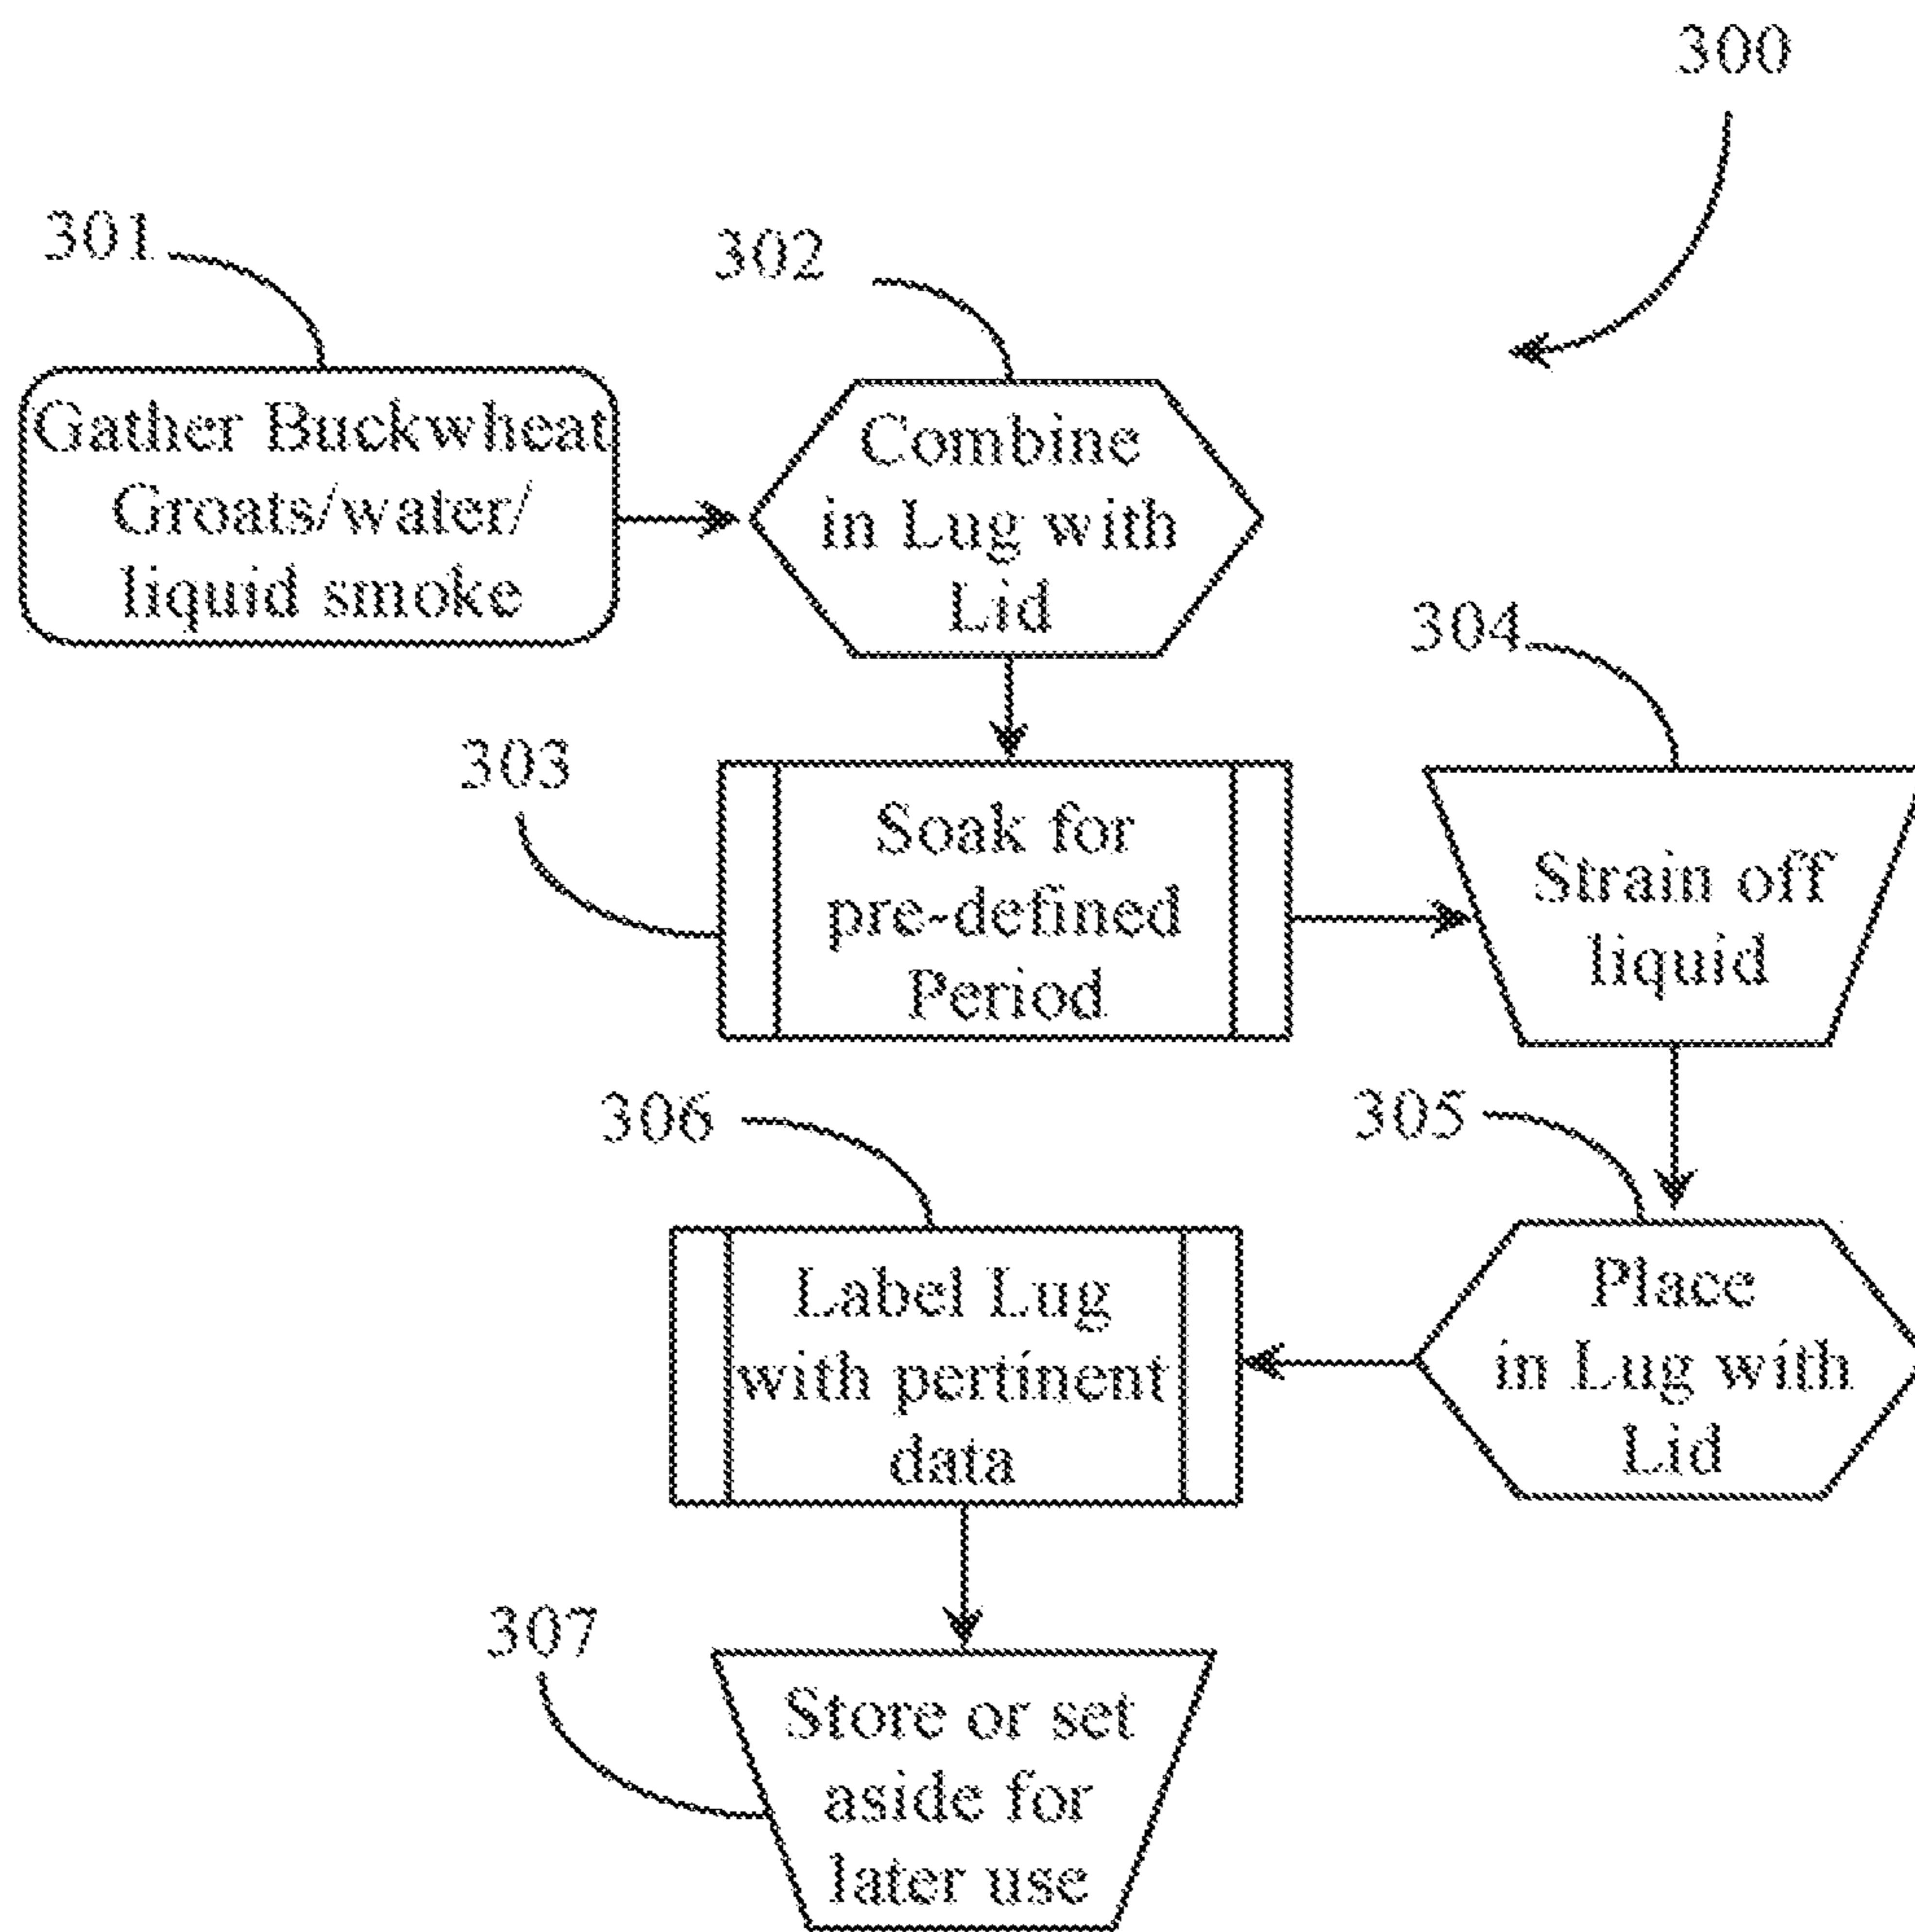 300
301
Gather Buckwheat
Groats/water/
liquid smoke
302
Combine
in Lug with
Lid
303
Soak for
pre-defined
Period
304
Strain off
liquid
305
Place
in Lug with
Lid
306
Label Lug
with pertinent
data
307
Store or set
aside for
later use